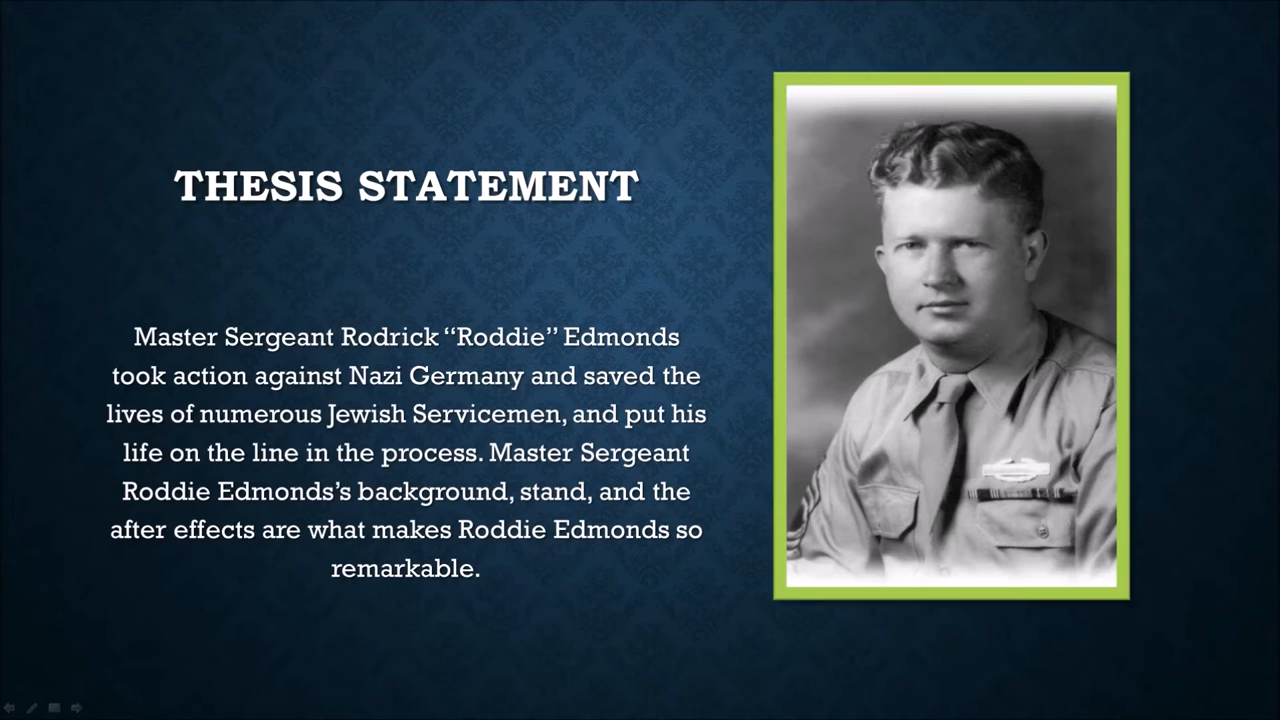 THESIS STATEMENT
Master Sergeant Rodrick “Roddie” Edmonds
took action against Nazi Germany and saved the
lives of numerous Jewish Servicemen, and put his
life on the line in the process. Master Sergeant
Roddie Edmonds’s background, stand, and the
after effects are what makes Roddie Edmonds so
remarkable.